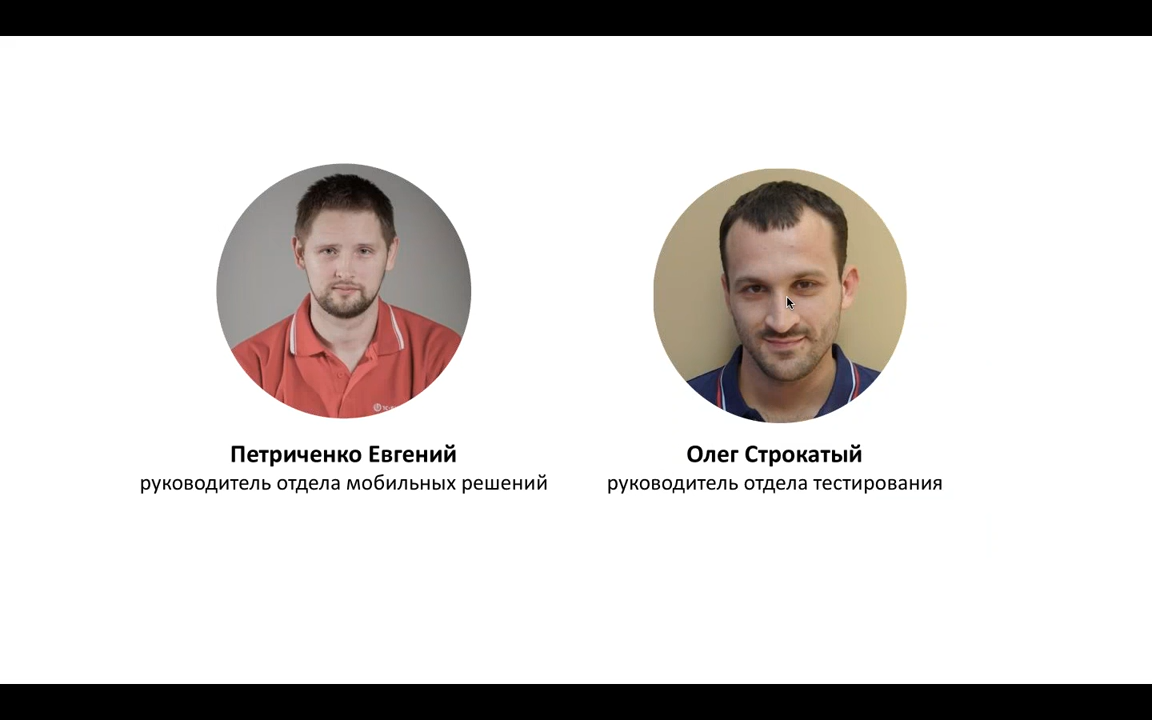 Петриченко Евгений
руководитель отдела мобильных решений
Олег Строкатый
руководитель отдела тестирования